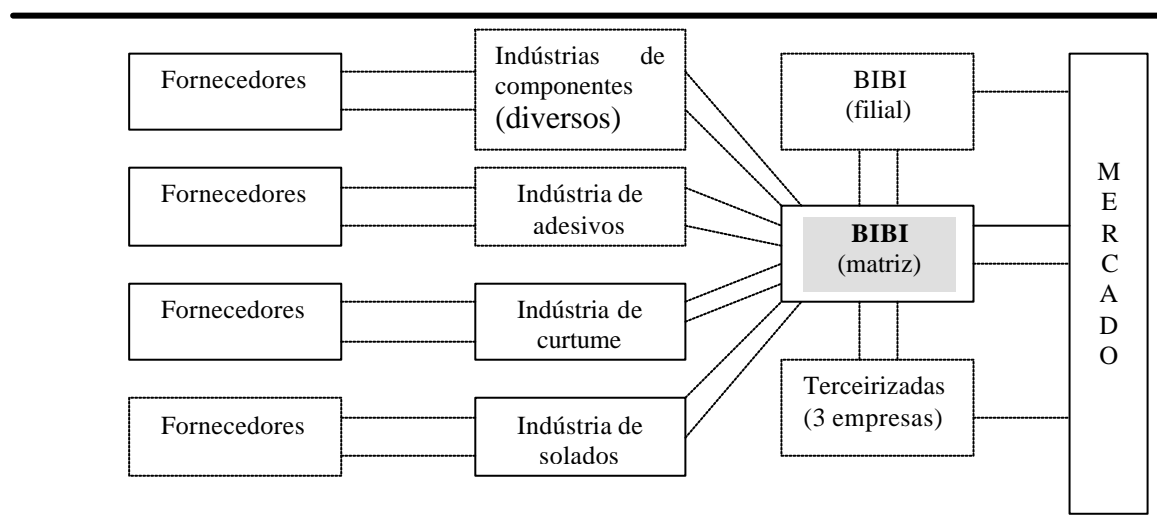 Fornecedores
Indústrias de
componentes
(diversos)
BIBI
(filial)
Fornecedores
Indústria de
adesivos
BIBI
(matriz)
Fornecedores
Indústria de
curtume
Fornecedores
Indústria de
solados
Terceirizadas
(3 empresas)
M
E
R
C
A
D
O